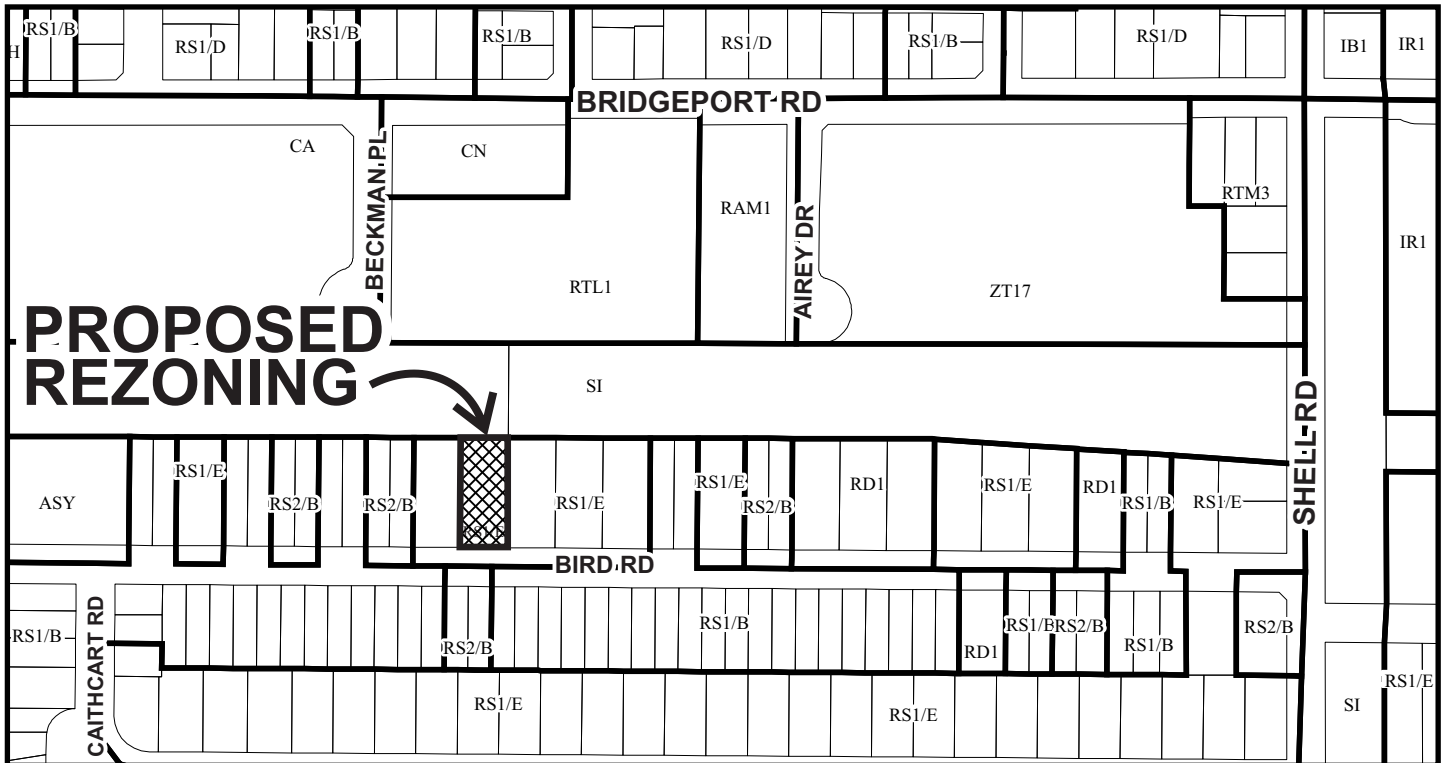 H
RS1/B
RS1/D
RS1/B
RS1/B
RS1/D
RS1/B
RS1/D
IB1
IR1
BRIDGEPORT RD
CA
BECKMAN PL
CN
RAM1
AIREY DR
RTM3
IR1
RTL1
ZT17
PROPOSED
REZONING
SI
SHELL RD
ASY
RS1/E
RS2/B
RS2/B
RS1/E
RS1/E
RS1/E
RS2/B
RD1
RS1/E
RD1
RS1/B
RS1/E
BIRD RD
RS1/B
CAITHCART RD
RS2/B
RS1/B
RD1
RS1/B
RS2/B
RS1/B
RS2/B
RS1/E
RS1/E
SI
RS1/E